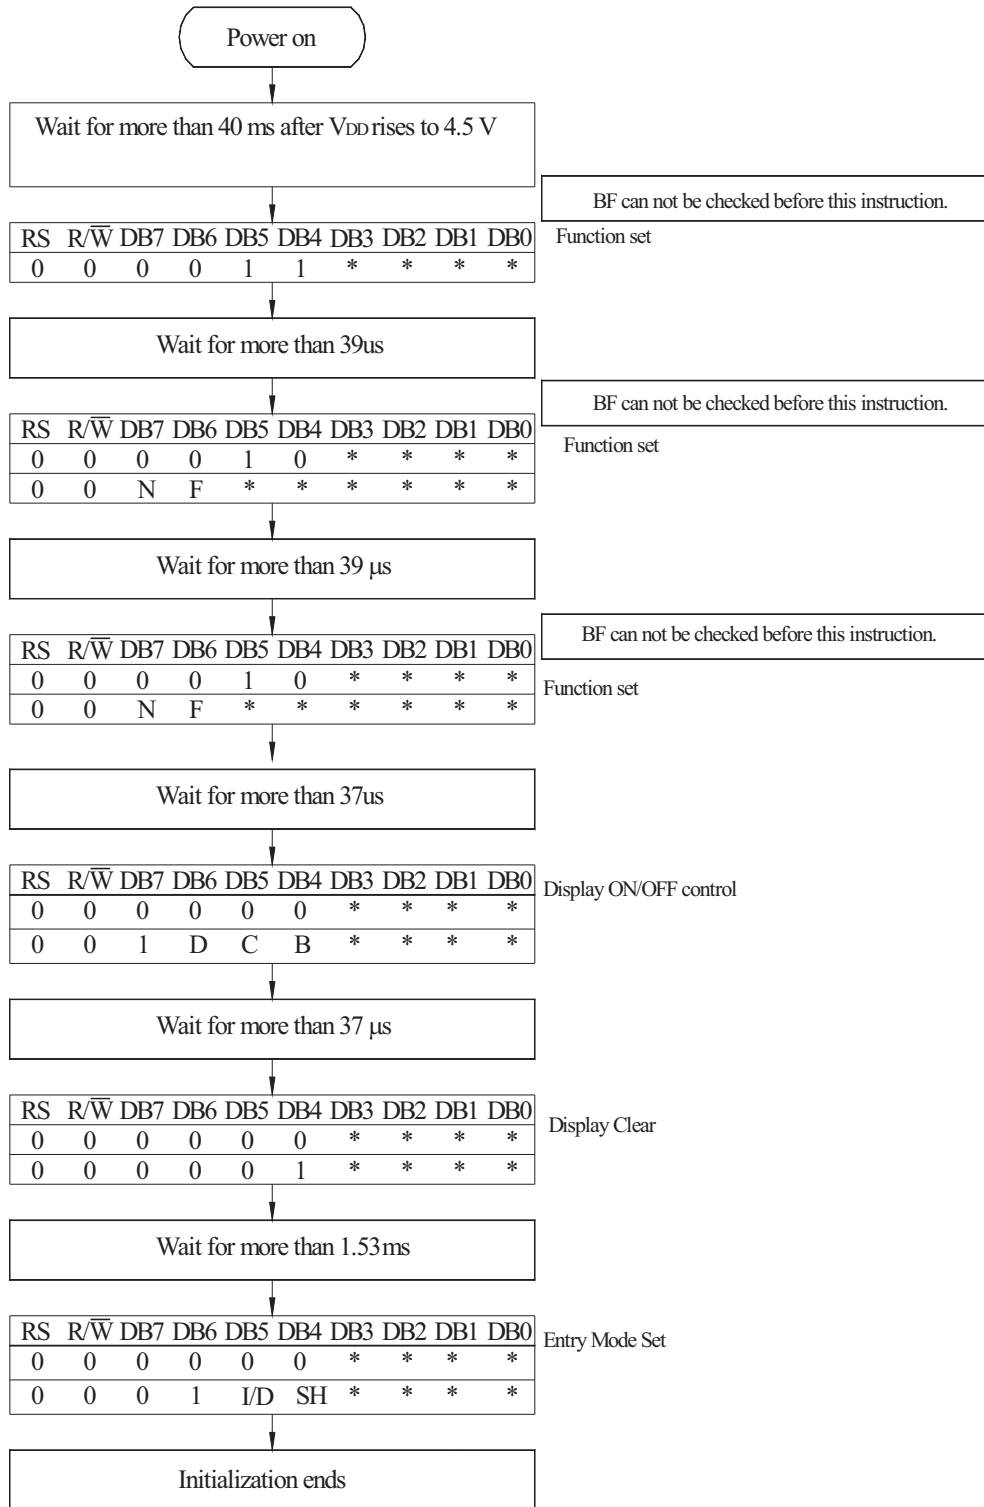 Power on
Wait for more than 40 ms after VDD rises to 4.5 V
BF can not be checked before this instruction.
RS R/W̅ DB7 DB6 DB5 DB4 DB3 DB2 DB1 DB0
Function set
0 0 0 0 1 1 * * * *
Wait for more than 39us
BF can not be checked before this instruction.
RS R/W̅ DB7 DB6 DB5 DB4 DB3 DB2 DB1 DB0
Function set
0 0 0 0 1 0 * * * *
0 0 N F * * * * * *
Wait for more than 39 µs
BF can not be checked before this instruction.
RS R/W̅ DB7 DB6 DB5 DB4 DB3 DB2 DB1 DB0
0 0 0 0 1 0 * * * *
Function set
0 0 N F * * * * * *
Wait for more than 37us
RS R/W̅ DB7 DB6 DB5 DB4 DB3 DB2 DB1 DB0
Display ON/OFF control
0 0 0 0 0 0 * * * *
0 0 1 D C B * * * *
Wait for more than 37 µs
RS R/W̅ DB7 DB6 DB5 DB4 DB3 DB2 DB1 DB0
Display Clear
0 0 0 0 0 0 * * * *
0 0 0 0 0 1 * * * *
Wait for more than 1.53ms
RS R/W̅ DB7 DB6 DB5 DB4 DB3 DB2 DB1 DB0
Entry Mode Set
0 0 0 0 0 0 * * * *
0 0 0 1 I/D SH * * * *
Initialization ends